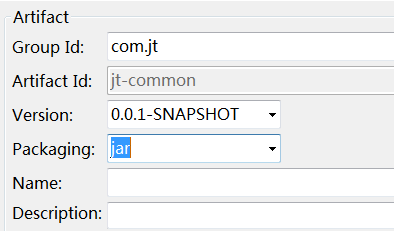 Artifact
Group Id: com.jt
Artifact Id: jt-common
Version: 0.0.1-SNAPSHOT
Packaging: jar
Name:
Description: